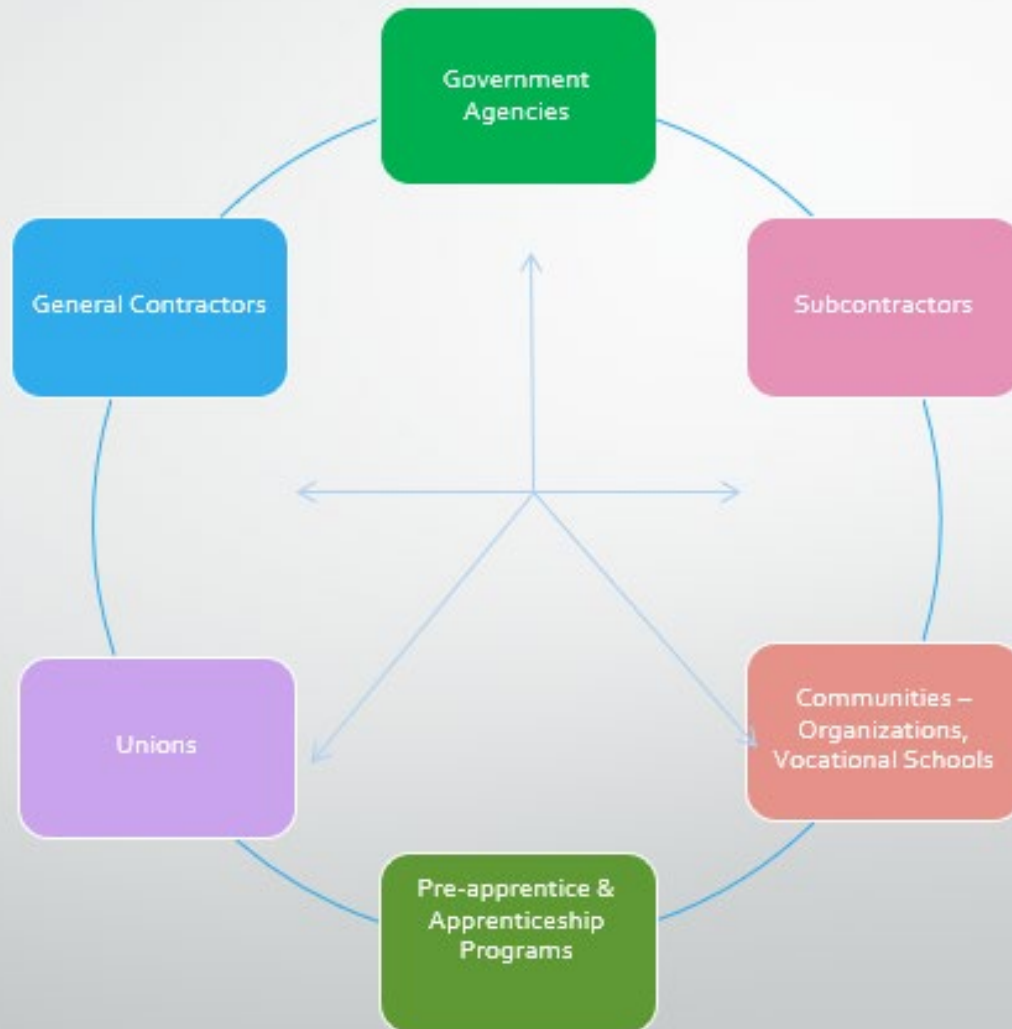 Government
Agencies
General Contractors
Subcontractors
Unions
Communities –
Organizations,
Vocational Schools
Pre-apprentice &
Apprenticeship
Programs